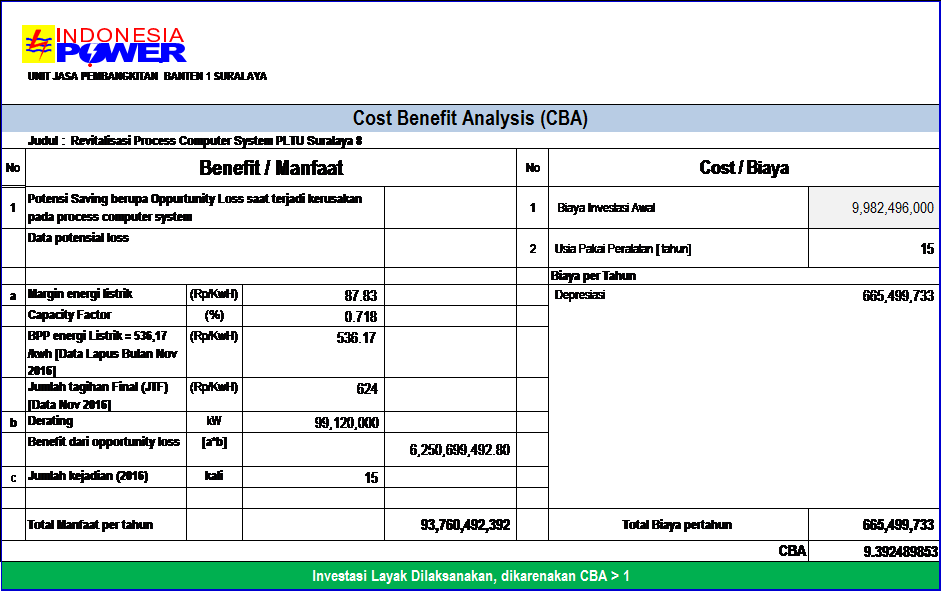 INDONESIA
POWER
UNIT JASA PEMBANGKITAN BANTEN 1 SURALAYA
Cost Benefit Analysis (CBA)
Judul : Revitalisasi Process Computer System PLTU Suralaya 8
No Benefit / Manfaat No Cost / Biaya
1 Potensi Saving berupa Oppurtunity Loss saat terjadi kerusakan
pada process computer system
1 Biaya Investasi Awal 9,982,496,000
Data potensial loss
2 Usia Pakai Peralatan [tahun] 15
Biaya per Tahun
a Margin energi listrik (Rp/KwH) 87.83
Depresiasi 665,499,733
Capacity Factor (%) 0.718
BPP energi Listrik = 536,17 (Rp/KwH) 536.17
/kwh [Data Lapus Bulan Nov
2016]
Jumlah tagihan Final (JTF) (Rp/KwH) 624
[Data Nov 2016]
b Derating kW 99,120,000
Benefit dari opportunity loss [a*b] 6,250,699,492.80
c Jumlah kejadian (2016) kali 15
Total Manfaat per tahun 93,760,492,392 Total Biaya pertahun 665,499,733
CBA 9.392489853
Investasi Layak Dilaksanakan, dikarenakan CBA > 1